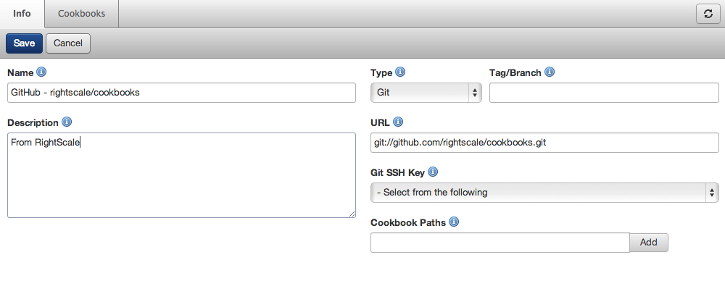 Info Cookbooks
Save Cancel
Name Type Tag/Branch
GitHub - rightscale/cookbooks Git
Description URL
From RightScale git://github.com/rightscale/cookbooks.git
Git SSH Key
- Select from the following
Cookbook Paths
Add